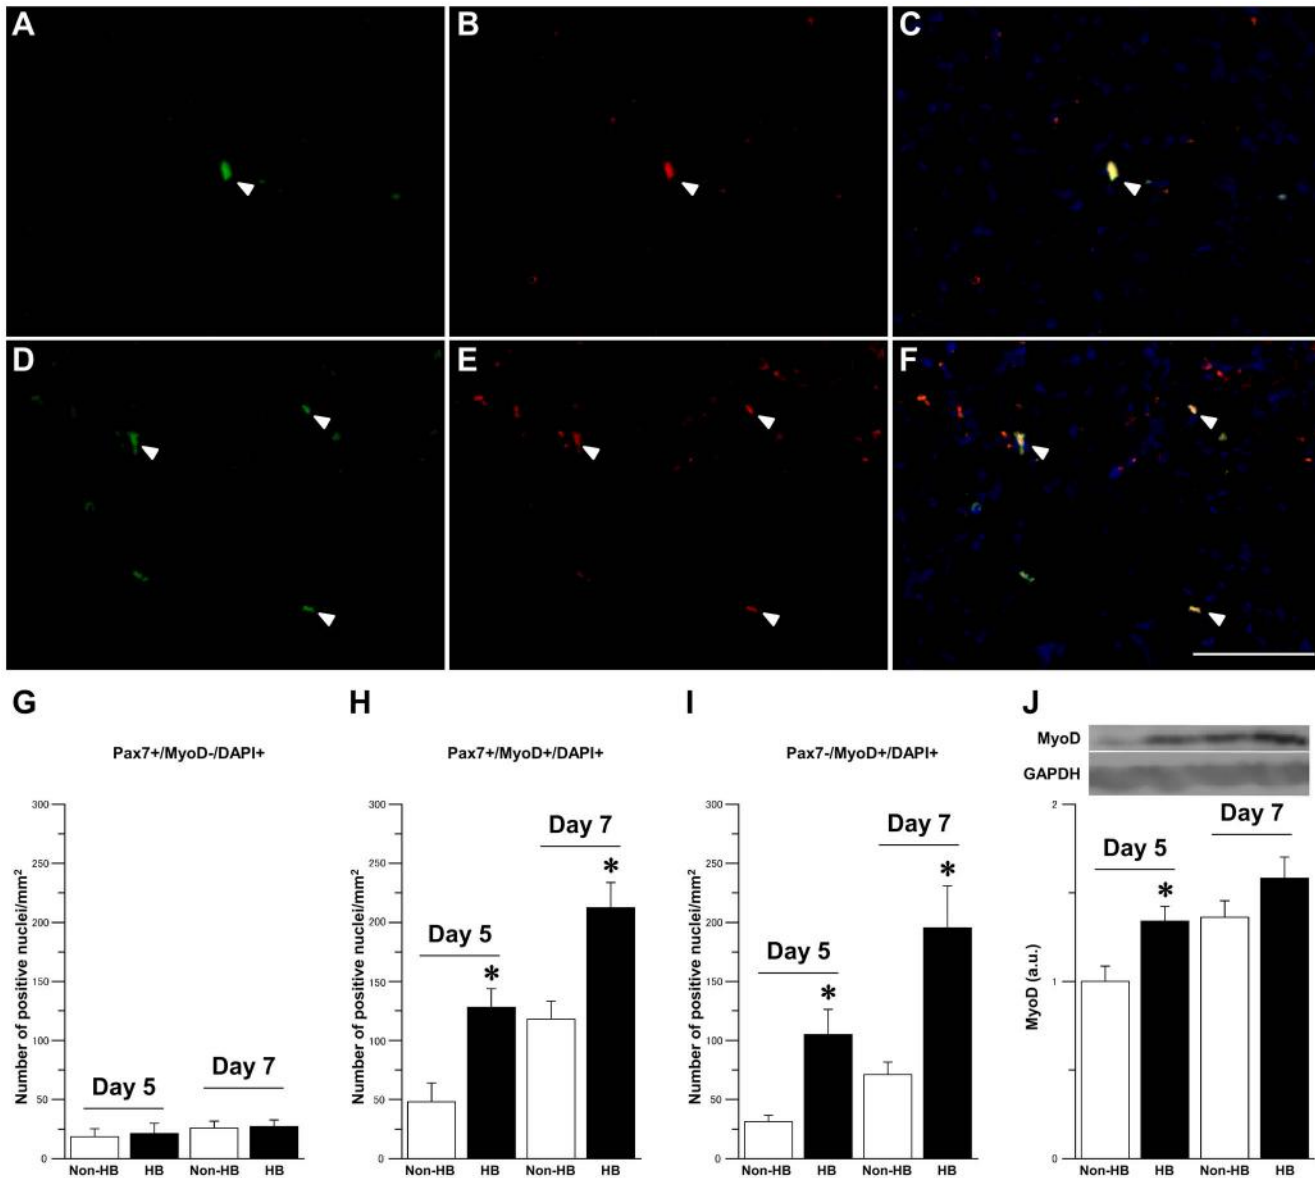 A B C
D E F
G H I J
Pax7+/MyoD-/DAPI+ Pax7+/MyoD+/DAPI+ Pax7-/MyoD+/DAPI+ MyoD
GAPDH
Number of positive nuclei/mm²
300
250
200
150
100
50
0
Day 5
Day 7
Non-HB HB Non-HB HB
Number of positive nuclei/mm²
300
250
200
150
100
50
0
Day 5
*
Day 7
*
Non-HB HB Non-HB HB
Number of positive nuclei/mm²
300
250
200
150
100
50
0
Day 5
*
Day 7
*
Non-HB HB Non-HB HB
MyoD (a.u.)
2
1
0
Day 5
*
Day 7
Non-HB HB Non-HB HB